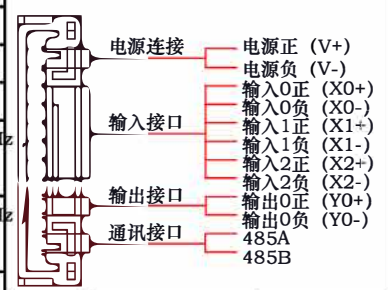 电源连接
电源正（V+）
电源负（V-）
输入接口
输入0正（X0+）
输入0负（X0-）
输入1正（X1+）
输入1负（X1-）
输入2正（X2+）
输入2负（X2-）
输出接口
输出0正（Y0+）
输出0负（Y0-）
通讯接口
485A
485B
Hz
Hz